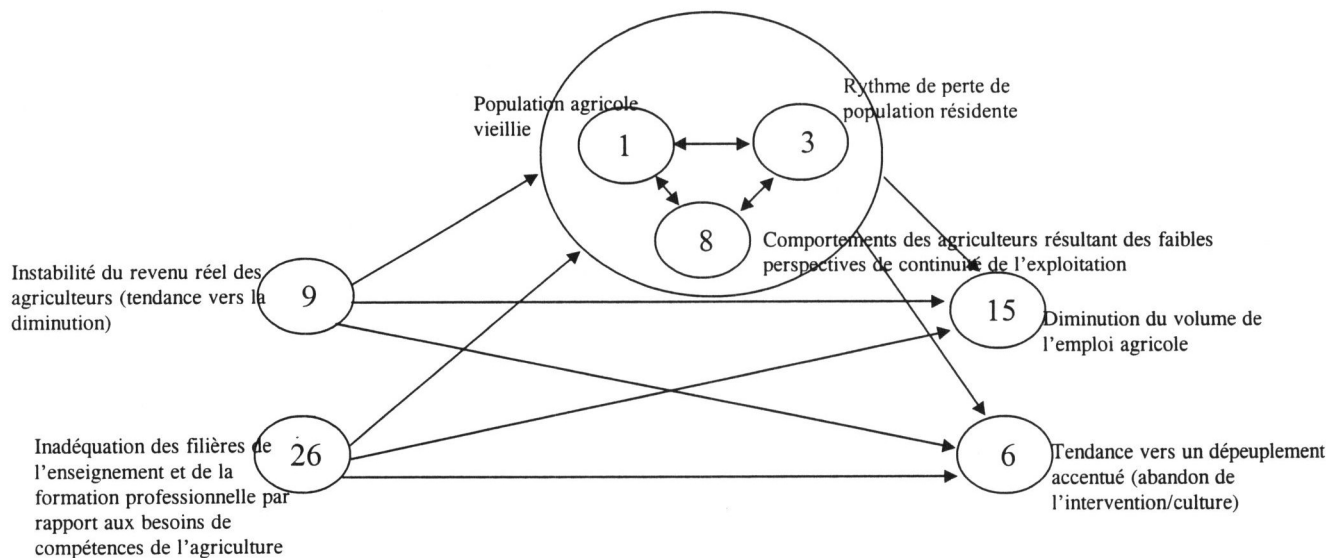 Population agricole
vieillie
Rythme de perte de
population résidente
1
3
8
Comportements des agriculteurs résultant des faibles
perspectives de continuité de l'exploitation
Instabilité du revenu réel des
agriculteurs (tendance vers la
diminution)
9
15
Diminution du volume de
l'emploi agricole
Inadéquation des filières de
l'enseignement et de la
formation professionnelle par
rapport aux besoins de
compétences de l'agriculture
26
6
Tendance vers un dépeuplement
accentué (abandon de
l'intervention/culture)